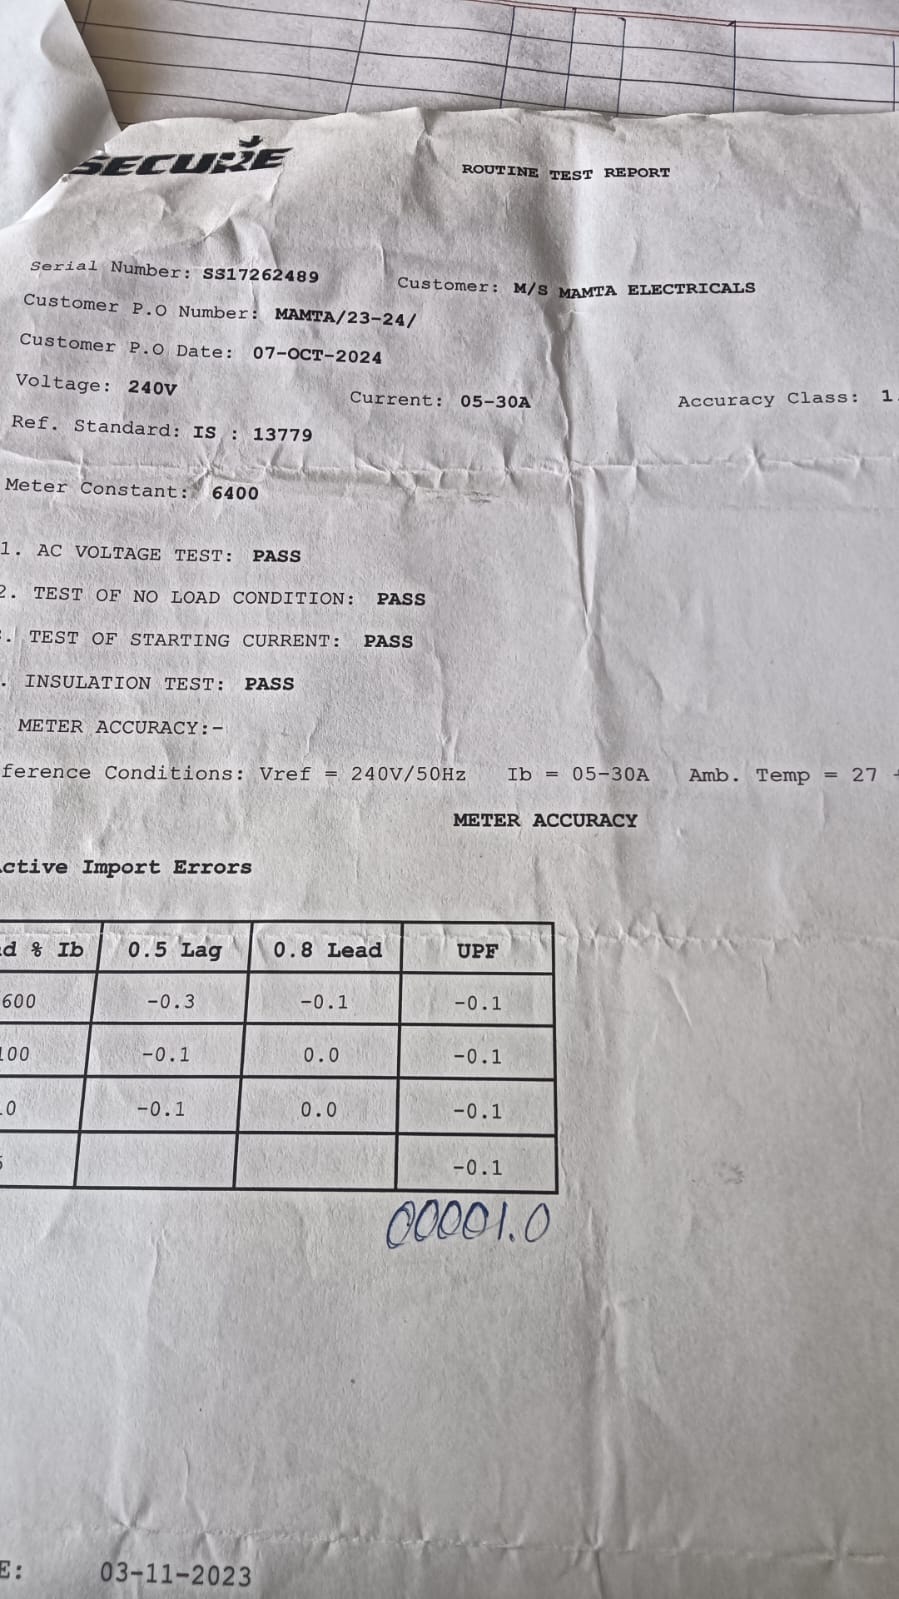 SECURE
ROUTINE TEST REPORT
Serial Number: SS17262489 Customer: M/S MAMTA ELECTRICALS
Customer P.O Number: MAMTA/23-24/
Customer P.O Date: 07-OCT-2024
Voltage: 240V Current: 05-30A Accuracy Class: 1.
Ref. Standard: IS : 13779
Meter Constant: 6400
1. AC VOLTAGE TEST: PASS
2. TEST OF NO LOAD CONDITION: PASS
. TEST OF STARTING CURRENT: PASS
. INSULATION TEST: PASS
METER ACCURACY:-
ference Conditions: Vref = 240V/50Hz Ib = 05-30A Amb. Temp = 27
METER ACCURACY
ctive Import Errors
d % Ib 0.5 Lag 0.8 Lead UPF
600 -0.3 -0.1 -0.1
100 -0.1 0.0 -0.1
0 -0.1 0.0 -0.1
-0.1
00001.0
E: 03-11-2023